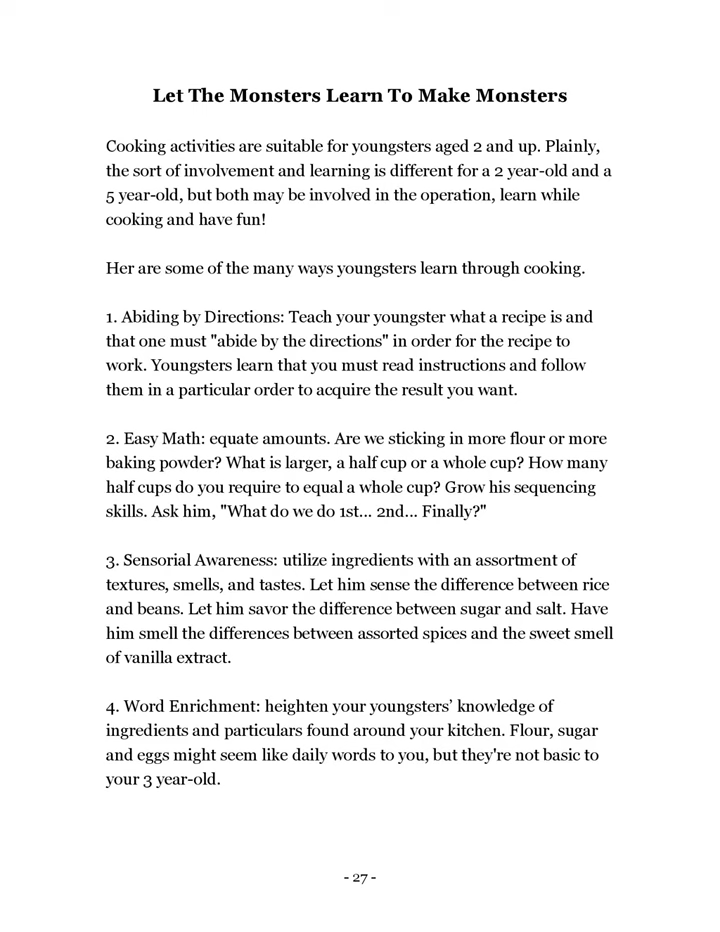 Let The Monsters Learn To Make Monsters
Cooking activities are suitable for youngsters aged 2 and up. Plainly,
the sort of involvement and learning is different for a 2 year-old and a
5 year-old, but both may be involved in the operation, learn while
cooking and have fun!
Her are some of the many ways youngsters learn through cooking.
1. Abiding by Directions: Teach your youngster what a recipe is and
that one must "abide by the directions" in order for the recipe to
work. Youngsters learn that you must read instructions and follow
them in a particular order to acquire the result you want.
2. Easy Math: equate amounts. Are we sticking in more flour or more
baking powder? What is larger, a half cup or a whole cup? How many
half cups do you require to equal a whole cup? Grow his sequencing
skills. Ask him, "What do we do 1st... 2nd... Finally?"
3. Sensorial Awareness: utilize ingredients with an assortment of
textures, smells, and tastes. Let him sense the difference between rice
and beans. Let him savor the difference between sugar and salt. Have
him smell the differences between assorted spices and the sweet smell
of vanilla extract.
4. Word Enrichment: heighten your youngsters’ knowledge of
ingredients and particulars found around your kitchen. Flour, sugar
and eggs might seem like daily words to you, but they're not basic to
your 3 year-old.
- 27 -